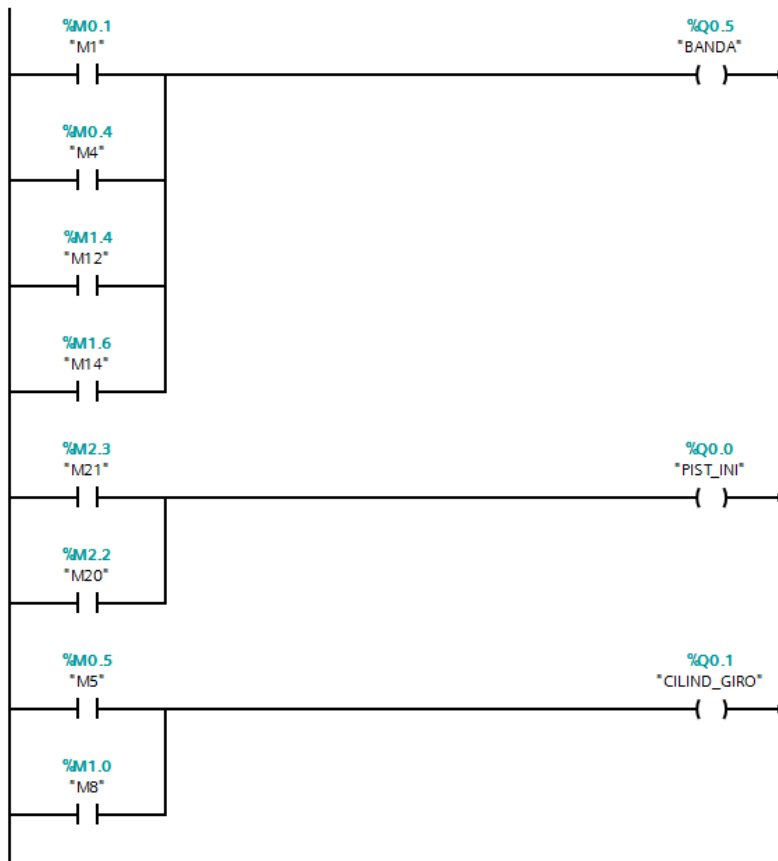 %M0.1
"M1"
%Q0.5
"BANDA"
%M0.4
"M4"
%M1.4
"M12"
%M1.6
"M14"
%M2.3
"M21"
%Q0.0
"PIST_INI"
%M2.2
"M20"
%M0.5
"M5"
%Q0.1
"CILIND_GIRO"
%M1.0
"M8"